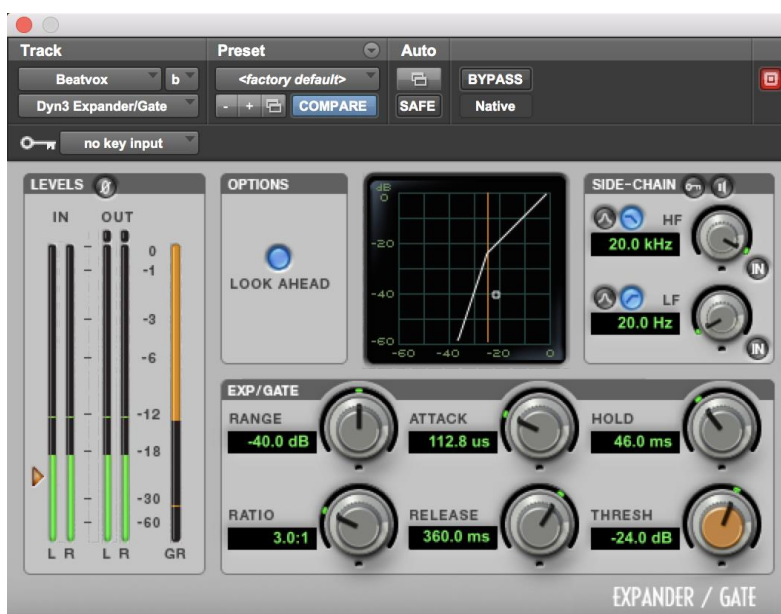 Track Preset Auto
Beatvox b <factory default> BYPASS
Dyn3 Expander/Gate - + COMPARE SAFE Native
no key input
LEVELS Ø OPTIONS SIDE-CHAIN
IN OUT
LOOK AHEAD
0
-1
-3
-6
-12
-18
-30
-60
L R L R GR
dB
0
-20
-40
-60
-60 -40 -20 0
HF
20.0 kHz
IN
LF
20.0 Hz
IN
EXP/GATE
RANGE ATTACK HOLD
-40.0 dB 112.8 us 46.0 ms
RATIO RELEASE THRESH
3.0:1 360.0 ms -24.0 dB
EXPANDER / GATE